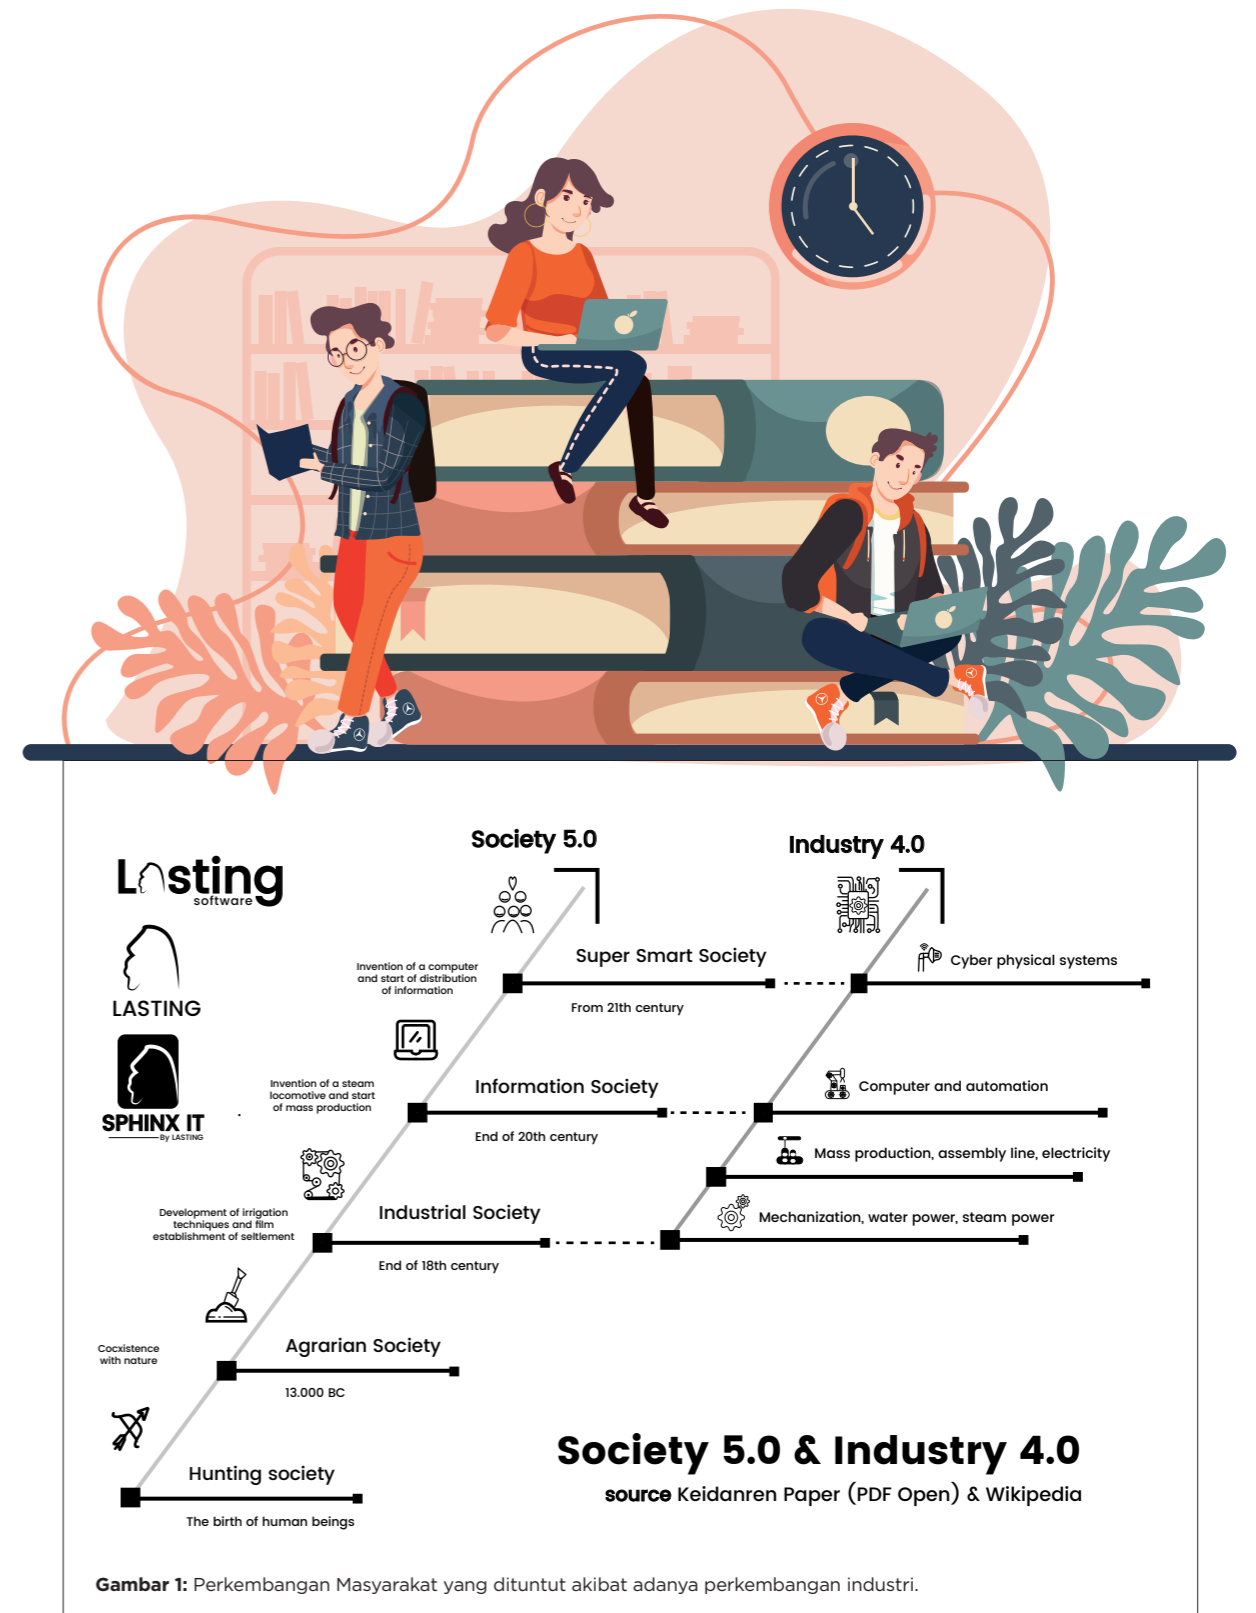 Society 5.0
Industry 4.0
Lasting
software
LASTING
SPHINX IT
By LASTING
Super Smart Society
From 21th century
Cyber physical systems
Invention of a computer
and start of distribution
of information
Information Society
End of 20th century
Computer and automation
Invention of a steam
locomotive and start
of mass production
Mass production, assembly line, electricity
Mechanization, water power, steam power
Industrial Society
End of 18th century
Development of irrigation
techniques and film
establishment of seltlement
Agrarian Society
13.000 BC
Cocxistence
with nature
Hunting society
The birth of human beings
Society 5.0 & Industry 4.0
source Keidanren Paper (PDF Open) & Wikipedia
Gambar 1: Perkembangan Masyarakat yang dituntut akibat adanya perkembangan industri.